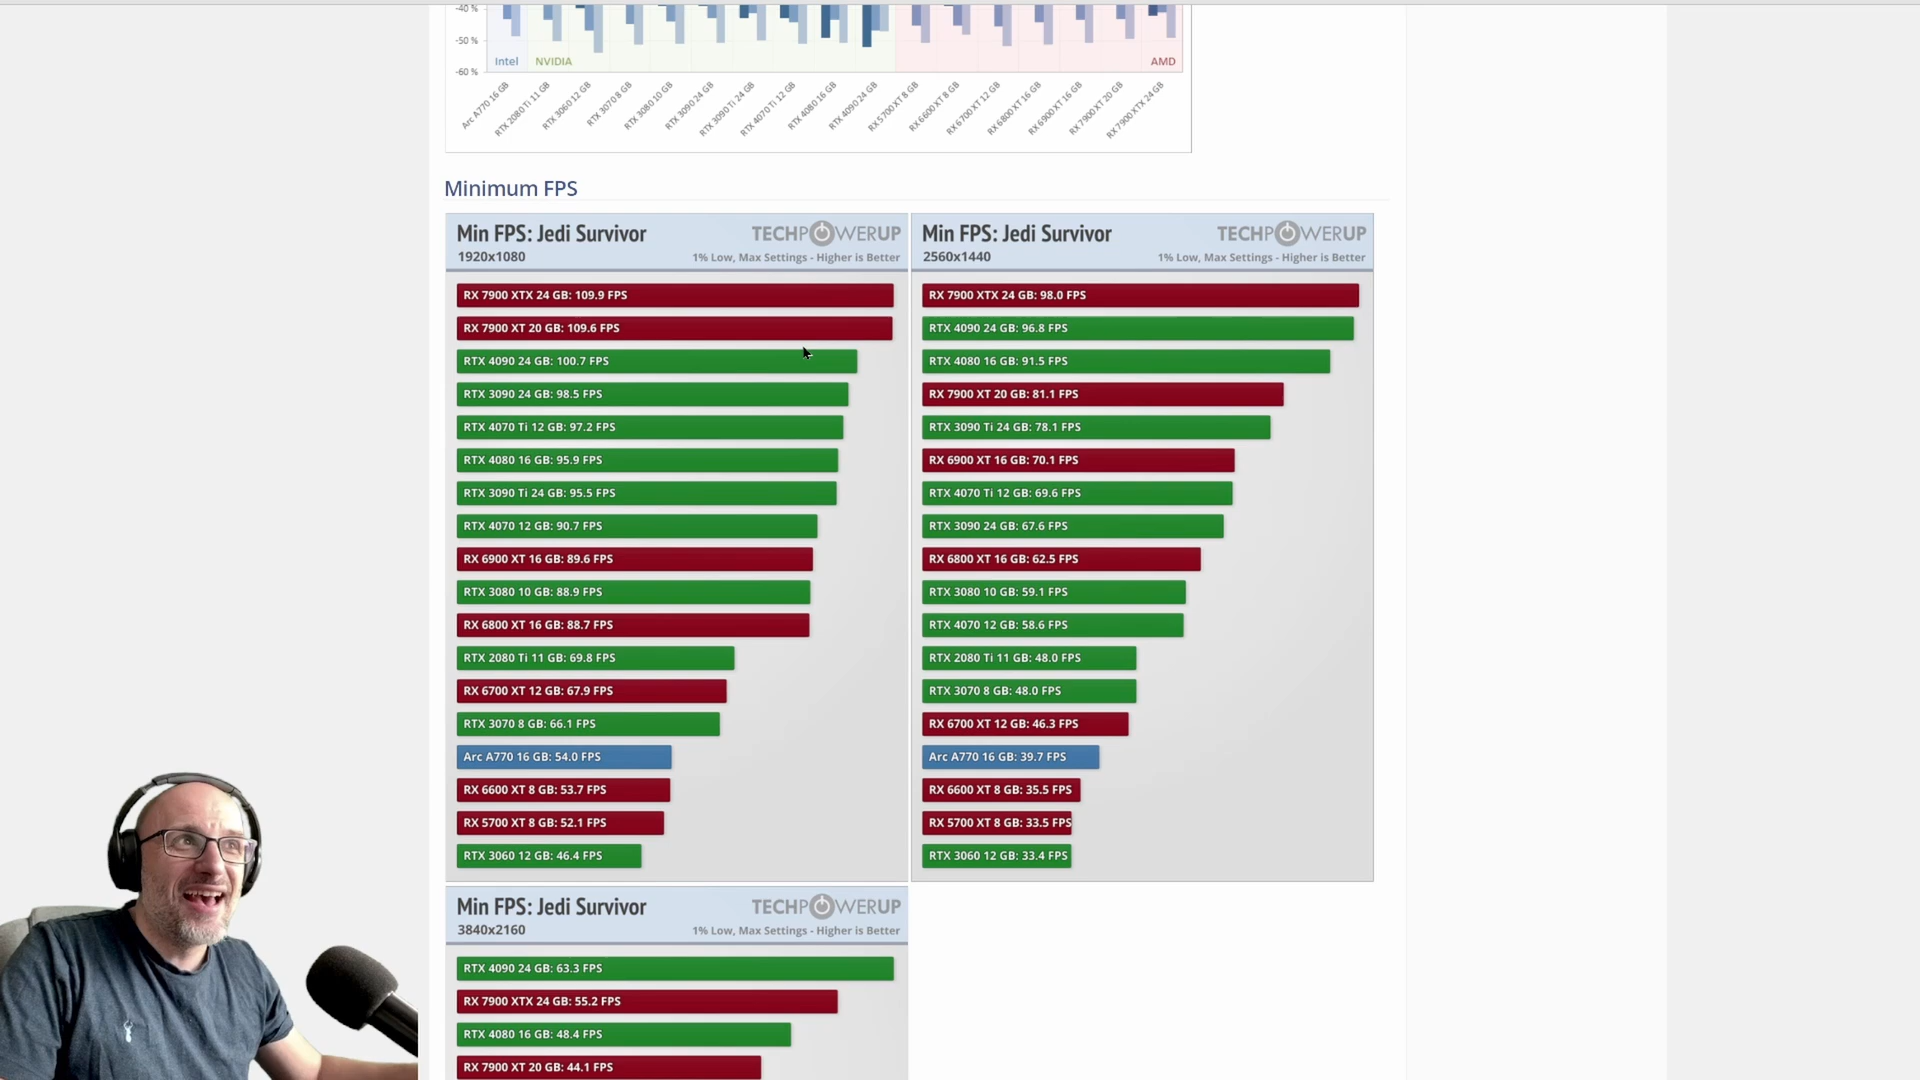 -40 %
-50 %
-60 %
Intel
NVIDIA
AMD
Arc A770 16 GB
RTX 2080 Ti 11 GB
RTX 3060 12 GB
RTX 3070 8 GB
RTX 3080 10 GB
RTX 3090 24 GB
RTX 3090 Ti 24 GB
RTX 4070 Ti 12 GB
RTX 4080 16 GB
RTX 4090 24 GB
RX 5700 XT 8 GB
RX 6600 XT 8 GB
RX 6700 XT 12 GB
RX 6800 XT 16 GB
RX 6900 XT 16 GB
RX 7900 XT 20 GB
RX 7900 XTX 24 GB
Minimum FPS
Min FPS: Jedi Survivor
TECHPOWERUP
1920x1080
1% Low, Max Settings - Higher is Better
RX 7900 XTX 24 GB: 109.9 FPS
RX 7900 XT 20 GB: 109.6 FPS
RTX 4090 24 GB: 100.7 FPS
RTX 3090 24 GB: 98.5 FPS
RTX 4070 Ti 12 GB: 97.2 FPS
RTX 4080 16 GB: 95.9 FPS
RTX 3090 Ti 24 GB: 95.5 FPS
RTX 4070 12 GB: 90.7 FPS
RX 6900 XT 16 GB: 89.6 FPS
RTX 3080 10 GB: 88.9 FPS
RX 6800 XT 16 GB: 88.7 FPS
RTX 2080 Ti 11 GB: 69.8 FPS
RX 6700 XT 12 GB: 67.9 FPS
RTX 3070 8 GB: 66.1 FPS
Arc A770 16 GB: 54.0 FPS
RX 6600 XT 8 GB: 53.7 FPS
RX 5700 XT 8 GB: 52.1 FPS
RTX 3060 12 GB: 46.4 FPS
Min FPS: Jedi Survivor
TECHPOWERUP
2560x1440
1% Low, Max Settings - Higher is Better
RX 7900 XTX 24 GB: 98.0 FPS
RTX 4090 24 GB: 96.8 FPS
RTX 4080 16 GB: 91.5 FPS
RX 7900 XT 20 GB: 81.1 FPS
RTX 3090 Ti 24 GB: 78.1 FPS
RX 6900 XT 16 GB: 70.1 FPS
RTX 4070 Ti 12 GB: 69.6 FPS
RTX 3090 24 GB: 67.6 FPS
RX 6800 XT 16 GB: 62.5 FPS
RTX 3080 10 GB: 59.1 FPS
RTX 4070 12 GB: 58.6 FPS
RTX 2080 Ti 11 GB: 48.0 FPS
RTX 3070 8 GB: 48.0 FPS
RX 6700 XT 12 GB: 46.3 FPS
Arc A770 16 GB: 39.7 FPS
RX 6600 XT 8 GB: 35.5 FPS
RX 5700 XT 8 GB: 33.5 FPS
RTX 3060 12 GB: 33.4 FPS
Min FPS: Jedi Survivor
TECHPOWERUP
3840x2160
1% Low, Max Settings - Higher is Better
RTX 4090 24 GB: 63.3 FPS
RX 7900 XTX 24 GB: 55.2 FPS
RTX 4080 16 GB: 48.4 FPS
RX 7900 XT 20 GB: 44.1 FPS